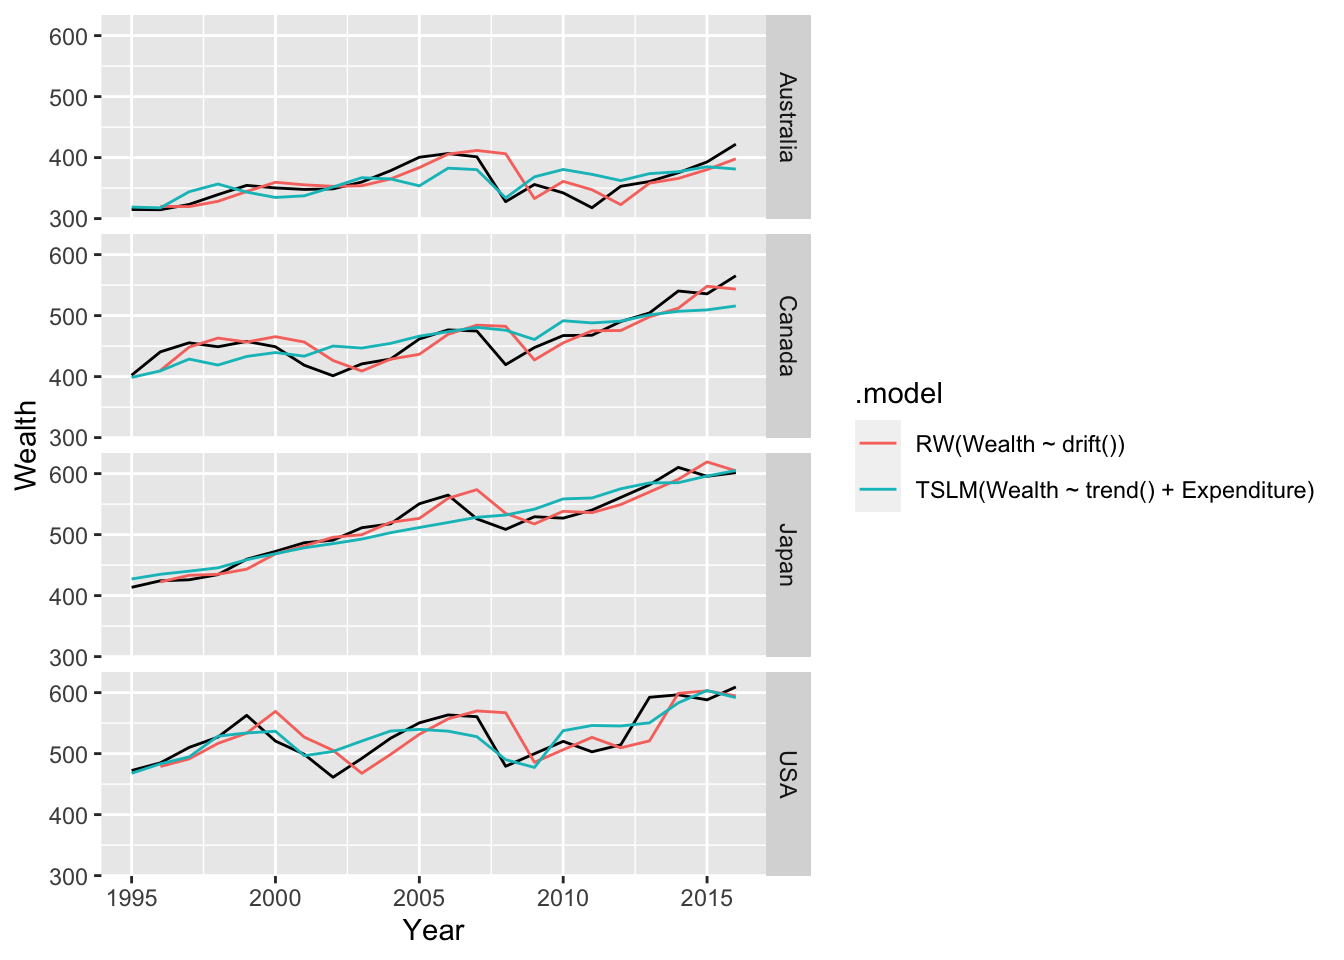 600
500
400
300
Australia
600
500
400
300
Canada
600
500
400
300
Japan
600
500
400
300
USA
1995 2000 2005 2010 2015
Year
Wealth
.model
RW(Wealth ~ drift())
TSLM(Wealth ~ trend() + Expenditure)